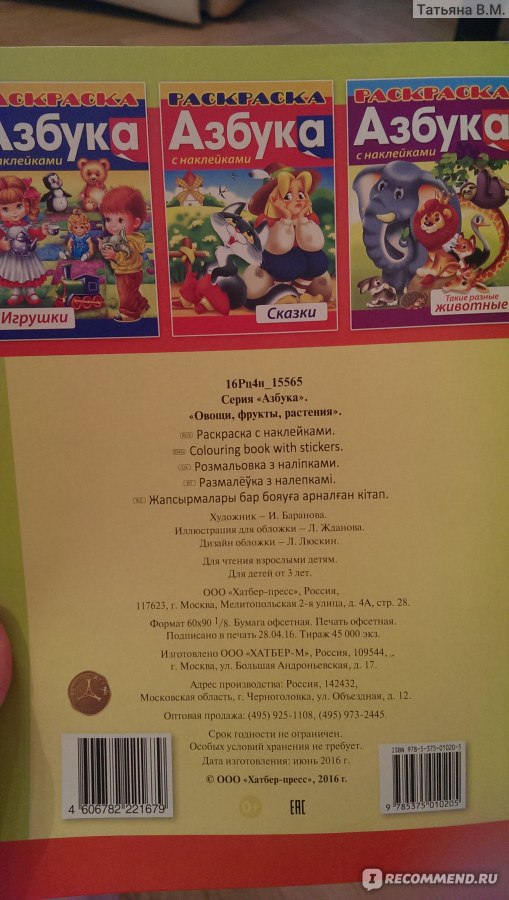 Татьяна В.М.
РАСКРАСКА
Азбука
наклейками
Игрушки
РАСКРАСКА
Азбука
с наклейками
Сказки
РАСКРАСКА
Азбука
с наклейками
Такие разные
животные
16Рц4н_15565
Серия «Азбука».
«Овощи, фрукты, растения».
RUS Раскраска с наклейками.
ENG Colouring book with stickers.
UA Розмальовка з наліпками.
BY Размалёўка з налепкамі.
KZ Жапсырмалары бар бояуға арналған кітап.
Художник – И. Баранова.
Иллюстрация для обложки – Л. Жданова.
Дизайн обложки – Л. Люскин.
Для чтения взрослыми детям.
Для детей от 3 лет.
ООО «Хатбер-пресс», Россия,
117623, г. Москва, Мелитопольская 2-я улица, д. 4А, стр. 28.
Формат 60х90 1/8. Бумага офсетная. Печать офсетная.
Подписано в печать 28.04.16. Тираж 45 000 экз.
Изготовлено ООО «ХАТБЕР-М», Россия, 109544,
г. Москва, ул. Большая Андроньевская, д. 17.
Адрес производства: Россия, 142432,
Московская область, г. Черноголовка, ул. Объездная, д. 12.
Оптовая продажа: (495) 925-1108, (495) 973-2445.
Срок годности не ограничен.
Особых условий хранения не требует.
Дата изготовления: июнь 2016 г.
© ООО «Хатбер-пресс», 2016 г.
4 606782 221679
0+
EAC
ISBN 978-5-375-01020-5
9 785375 010205
IRECOMMEND.RU